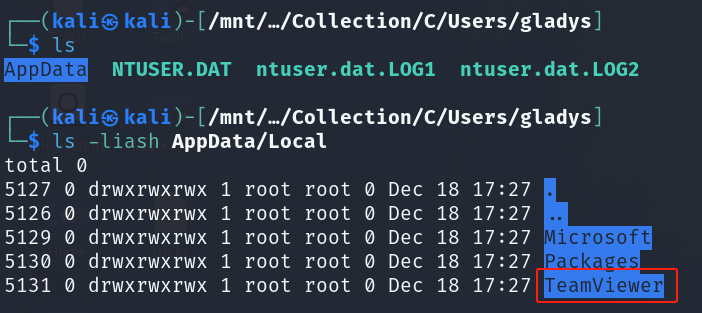 ┌──(kali㉿kali)-[/mnt/…/Collection/C/Users/gladys]
└─$ ls
AppData  NTUSER.DAT  ntuser.dat.LOG1  ntuser.dat.LOG2
┌──(kali㉿kali)-[/mnt/…/Collection/C/Users/gladys]
└─$ ls -liash AppData/Local
total 0
5127 0 drwxrwxrwx 1 root root 0 Dec 18 17:27 .
5126 0 drwxrwxrwx 1 root root 0 Dec 18 17:27 ..
5129 0 drwxrwxrwx 1 root root 0 Dec 18 17:27 Microsoft
5130 0 drwxrwxrwx 1 root root 0 Dec 18 17:27 Packages
5131 0 drwxrwxrwx 1 root root 0 Dec 18 17:27 TeamViewer